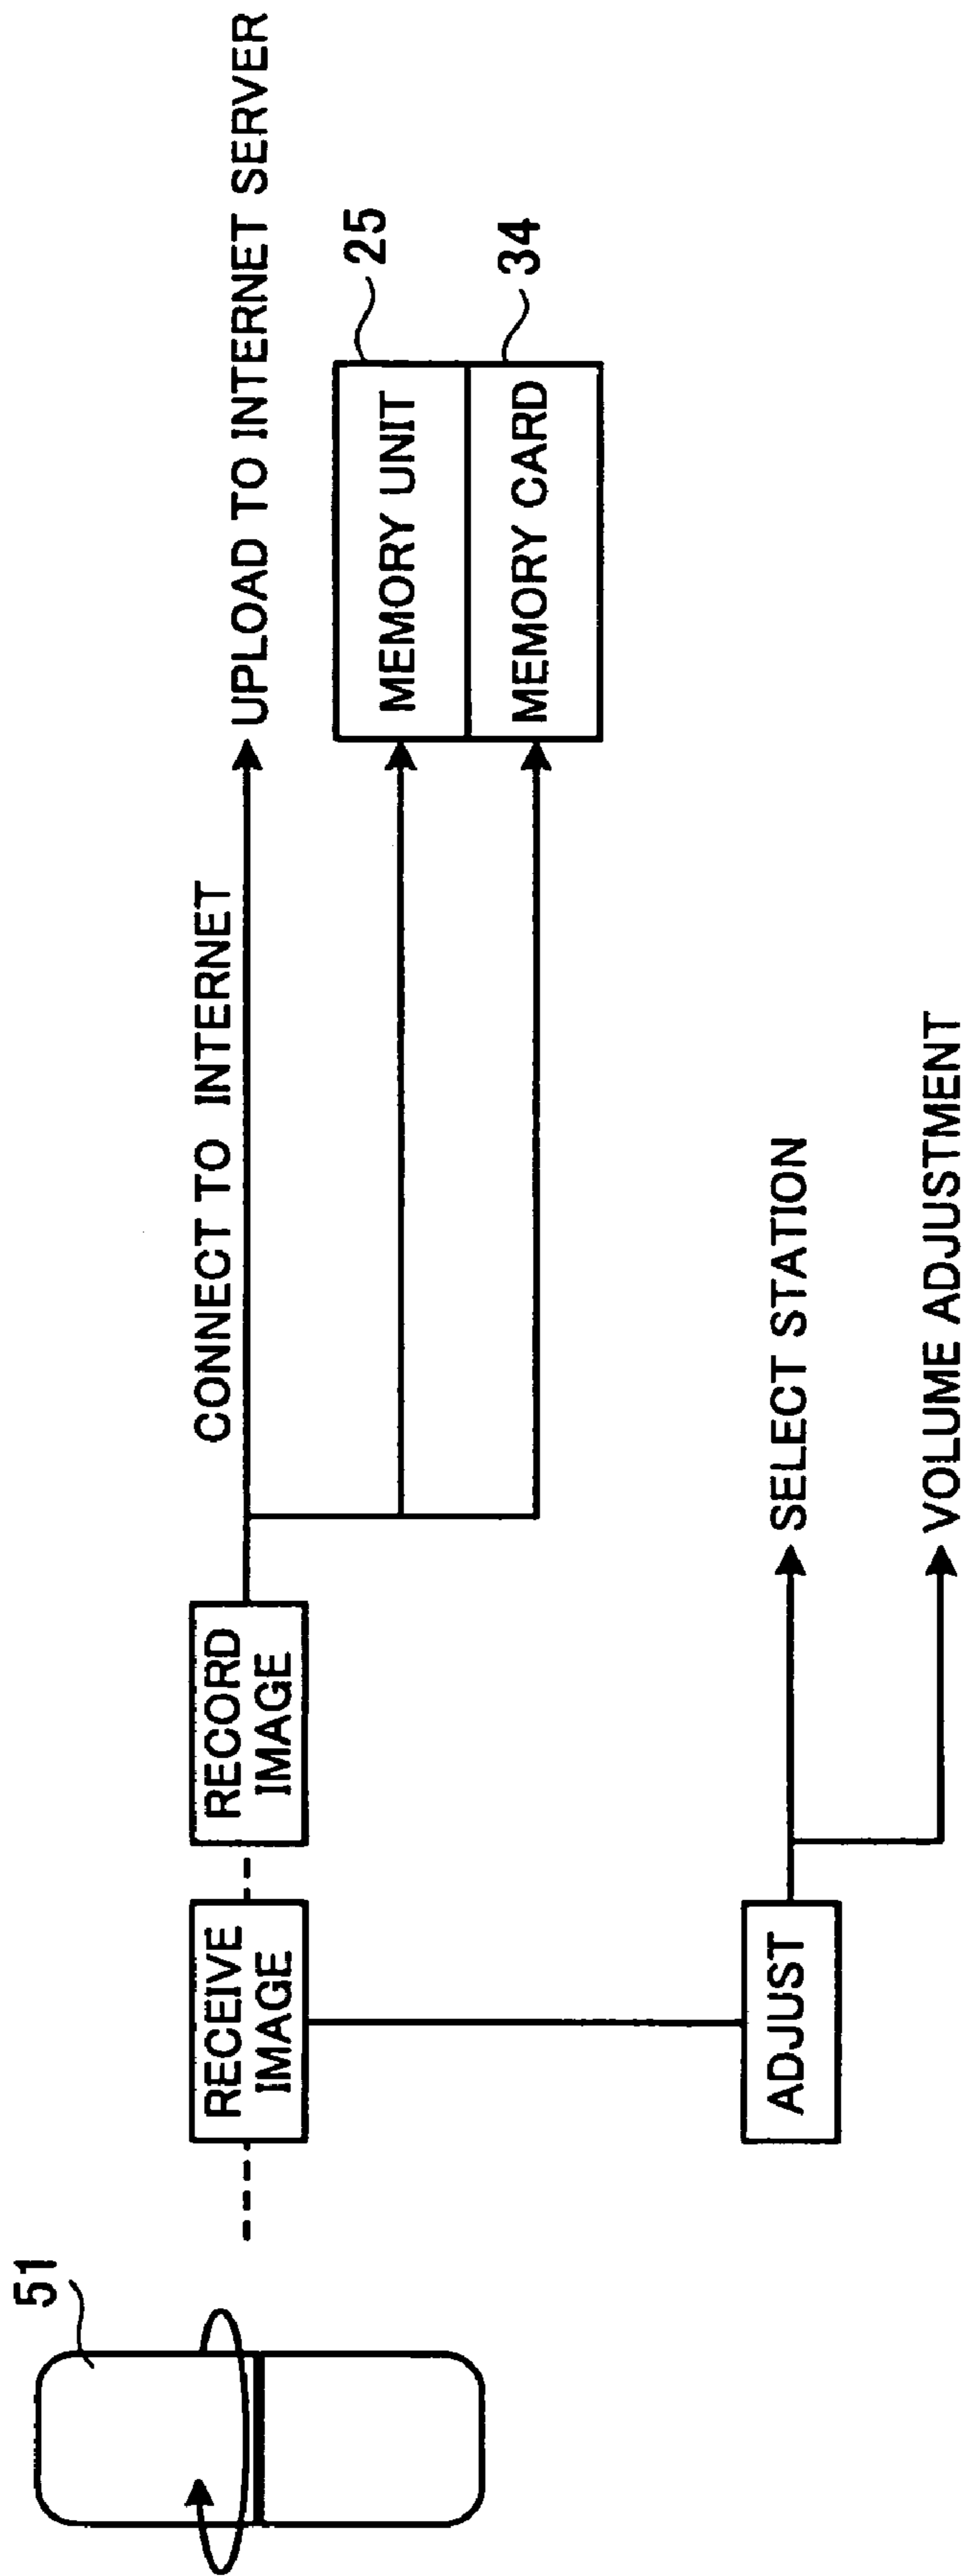 51
RECEIVE
IMAGE
RECORD
IMAGE
CONNECT TO INTERNET
UPLOAD TO INTERNET SERVER
MEMORY UNIT
25
MEMORY CARD
34
ADJUST
SELECT STATION
VOLUME ADJUSTMENT